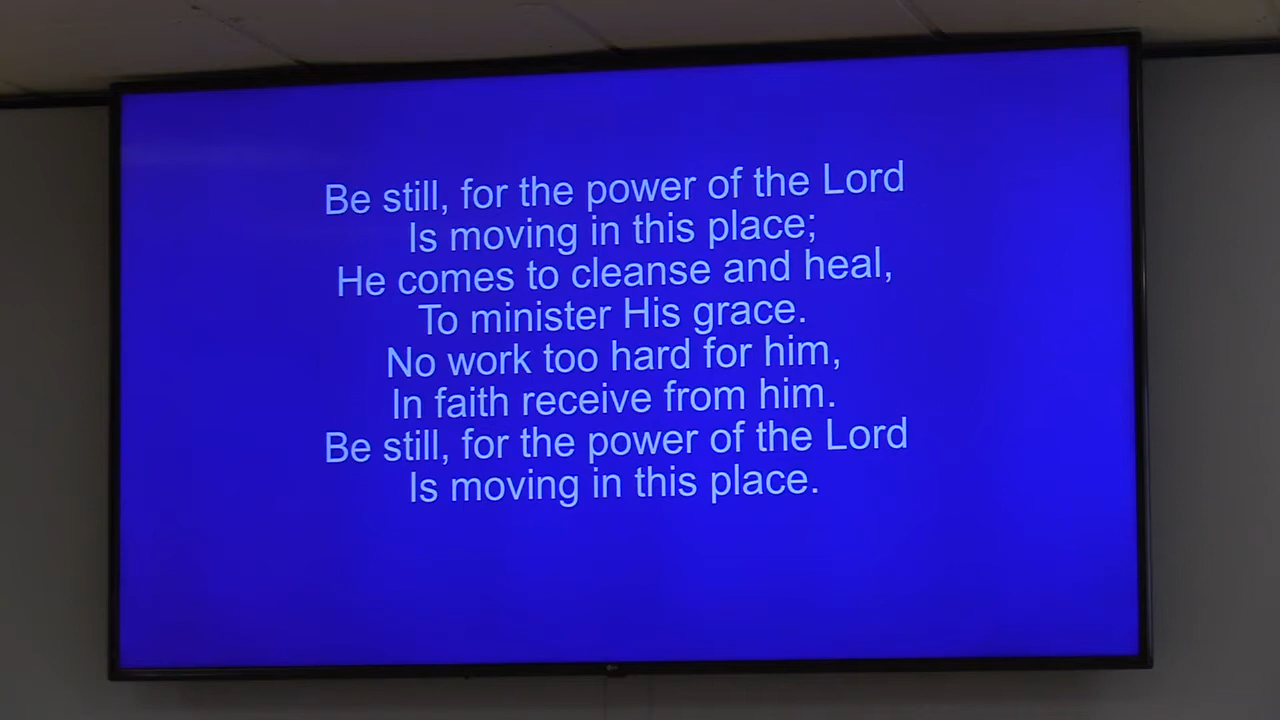 Be still, for the power of the Lord
Is moving in this place;
He comes to cleanse and heal,
To minister His grace.
No work too hard for him,
In faith receive from him.
Be still, for the power of the Lord
Is moving in this place.